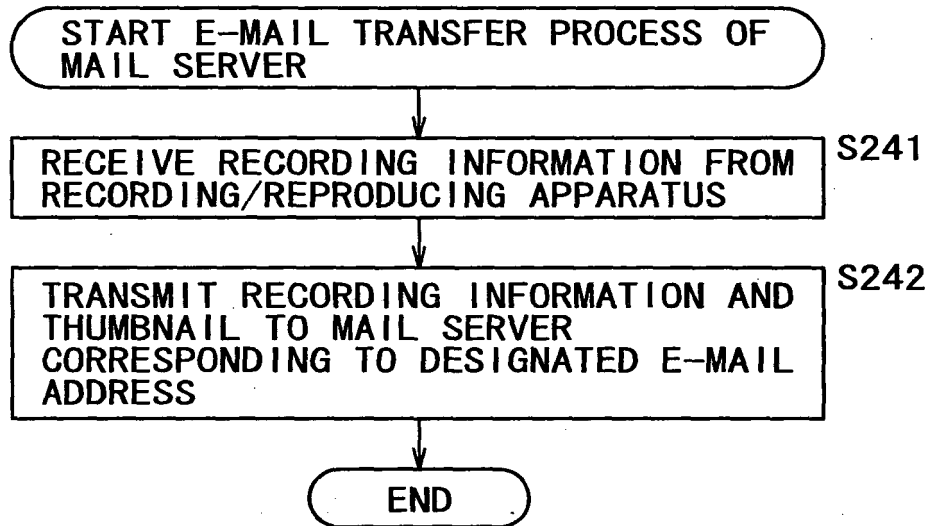 START E-MAIL TRANSFER PROCESS OF
MAIL SERVER
S241
RECEIVE RECORDING INFORMATION FROM
RECORDING/REPRODUCING APPARATUS
S242
TRANSMIT RECORDING INFORMATION AND
THUMBNAIL TO MAIL SERVER
CORRESPONDING TO DESIGNATED E-MAIL
ADDRESS
END